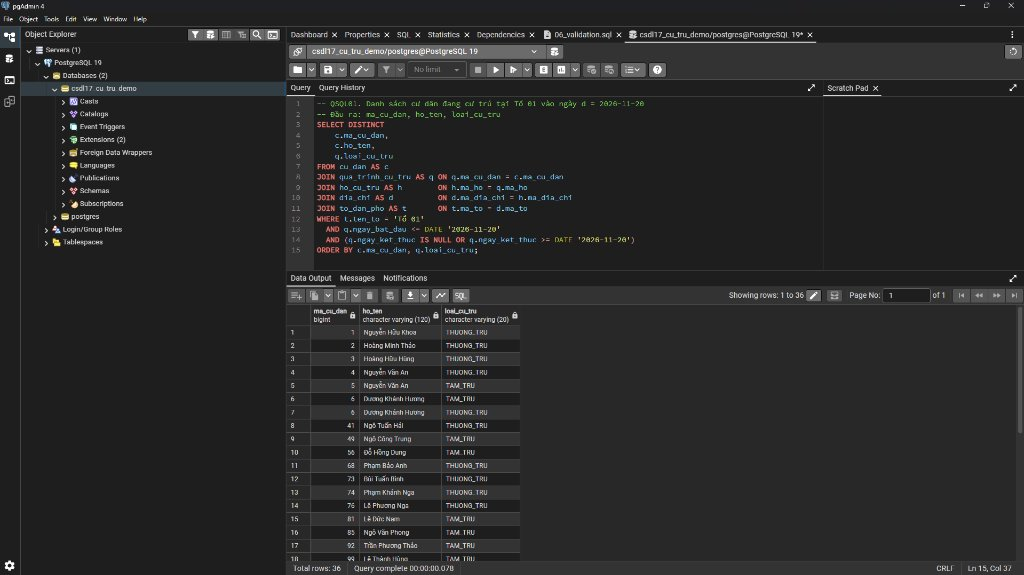 pgAdmin 4
File Object Tools Edit View Window Help
Object Explorer
Dashboard
Properties
SQL
Statistics
Dependencies
06_validation.sql
csdl17_cu_tru_demo/postgres@PostgreSQL 19*
Servers (1)
PostgreSQL 19
Databases (2)
csdl17_cu_tru_demo
Casts
Catalogs
Event Triggers
Extensions (2)
Foreign Data Wrappers
Languages
Publications
Schemas
Subscriptions
postgres
Login/Group Roles
Tablespaces
csdl17_cu_tru_demo/postgres@PostgreSQL 19
No limit
Query Query History
Scratch Pad
1 -- QSQL01. Danh sách cư dân đang cư trú tại Tổ 01 vào ngày d = 2026-11-20
2 -- Đầu ra: ma_cu_dan, ho_ten, loai_cu_tru
3 SELECT DISTINCT
4 c.ma_cu_dan,
5 c.ho_ten,
6 q.loai_cu_tru
7 FROM cu_dan AS c
8 JOIN qua_trinh_cu_tru AS q ON q.ma_cu_dan = c.ma_cu_dan
9 JOIN ho_cu_tru AS h ON h.ma_ho = q.ma_ho
10 JOIN dia_chi AS d ON d.ma_dia_chi = h.ma_dia_chi
11 JOIN to_dan_pho AS t ON t.ma_to = d.ma_to
12 WHERE t.ten_to = 'Tổ 01'
13 AND q.ngay_bat_dau <= DATE '2026-11-20'
14 AND (q.ngay_ket_thuc IS NULL OR q.ngay_ket_thuc >= DATE '2026-11-20')
15 ORDER BY c.ma_cu_dan, q.loai_cu_tru;
Data Output Messages Notifications
SQL
Showing rows: 1 to 36
Page No: 1 of 1
ma_cu_dan ho_ten loai_cu_tru
bigint character varying (120) character varying (20)
1 1 Nguyễn Hữu Khoa THUONG_TRU
2 2 Hoàng Minh Thảo THUONG_TRU
3 3 Hoàng Hữu Hùng THUONG_TRU
4 4 Nguyễn Văn An THUONG_TRU
5 5 Nguyễn Văn An TAM_TRU
6 6 Dương Khánh Hương TAM_TRU
7 6 Dương Khánh Hương THUONG_TRU
8 41 Ngô Tuấn Hải THUONG_TRU
9 49 Ngô Công Trung TAM_TRU
10 56 Đỗ Hồng Dung TAM_TRU
11 68 Phạm Bảo Anh THUONG_TRU
12 73 Bùi Tuấn Bình THUONG_TRU
13 74 Phạm Khánh Nga THUONG_TRU
14 76 Lê Phương Nga THUONG_TRU
15 81 Lê Đức Nam TAM_TRU
16 85 Ngô Văn Phong TAM_TRU
17 92 Trần Phương Thảo TAM_TRU
18 99 Lê Thành Hùng TAM_TRU
Total rows: 36 Query complete 00:00:00.078 CRLF Ln 15, Col 37